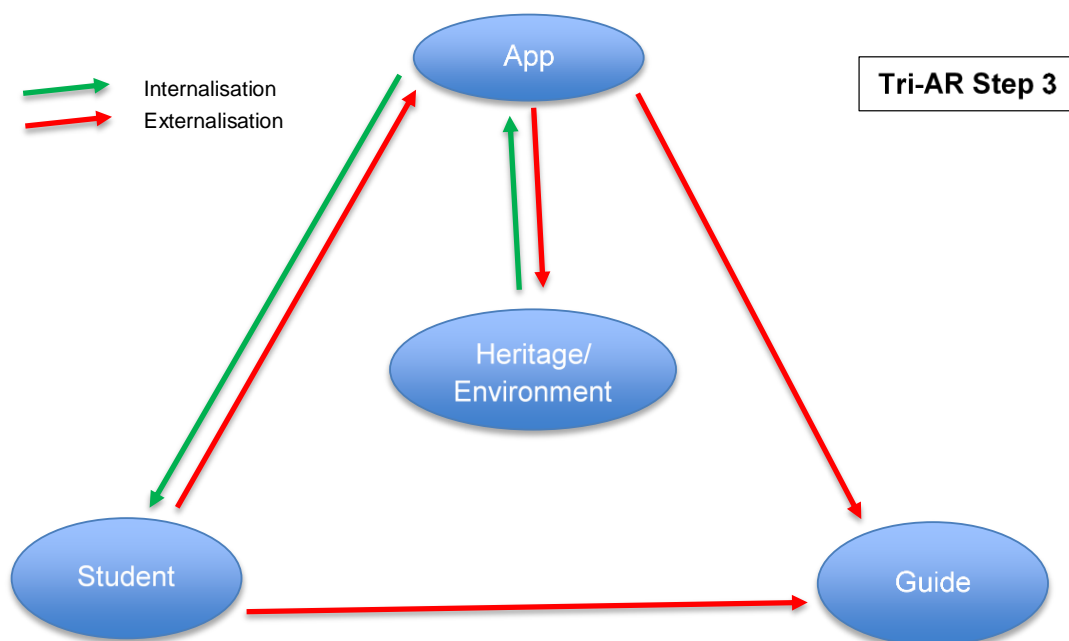 App
Internalisation
Externalisation
Tri-AR Step 3
Heritage/
Environment
Student
Guide